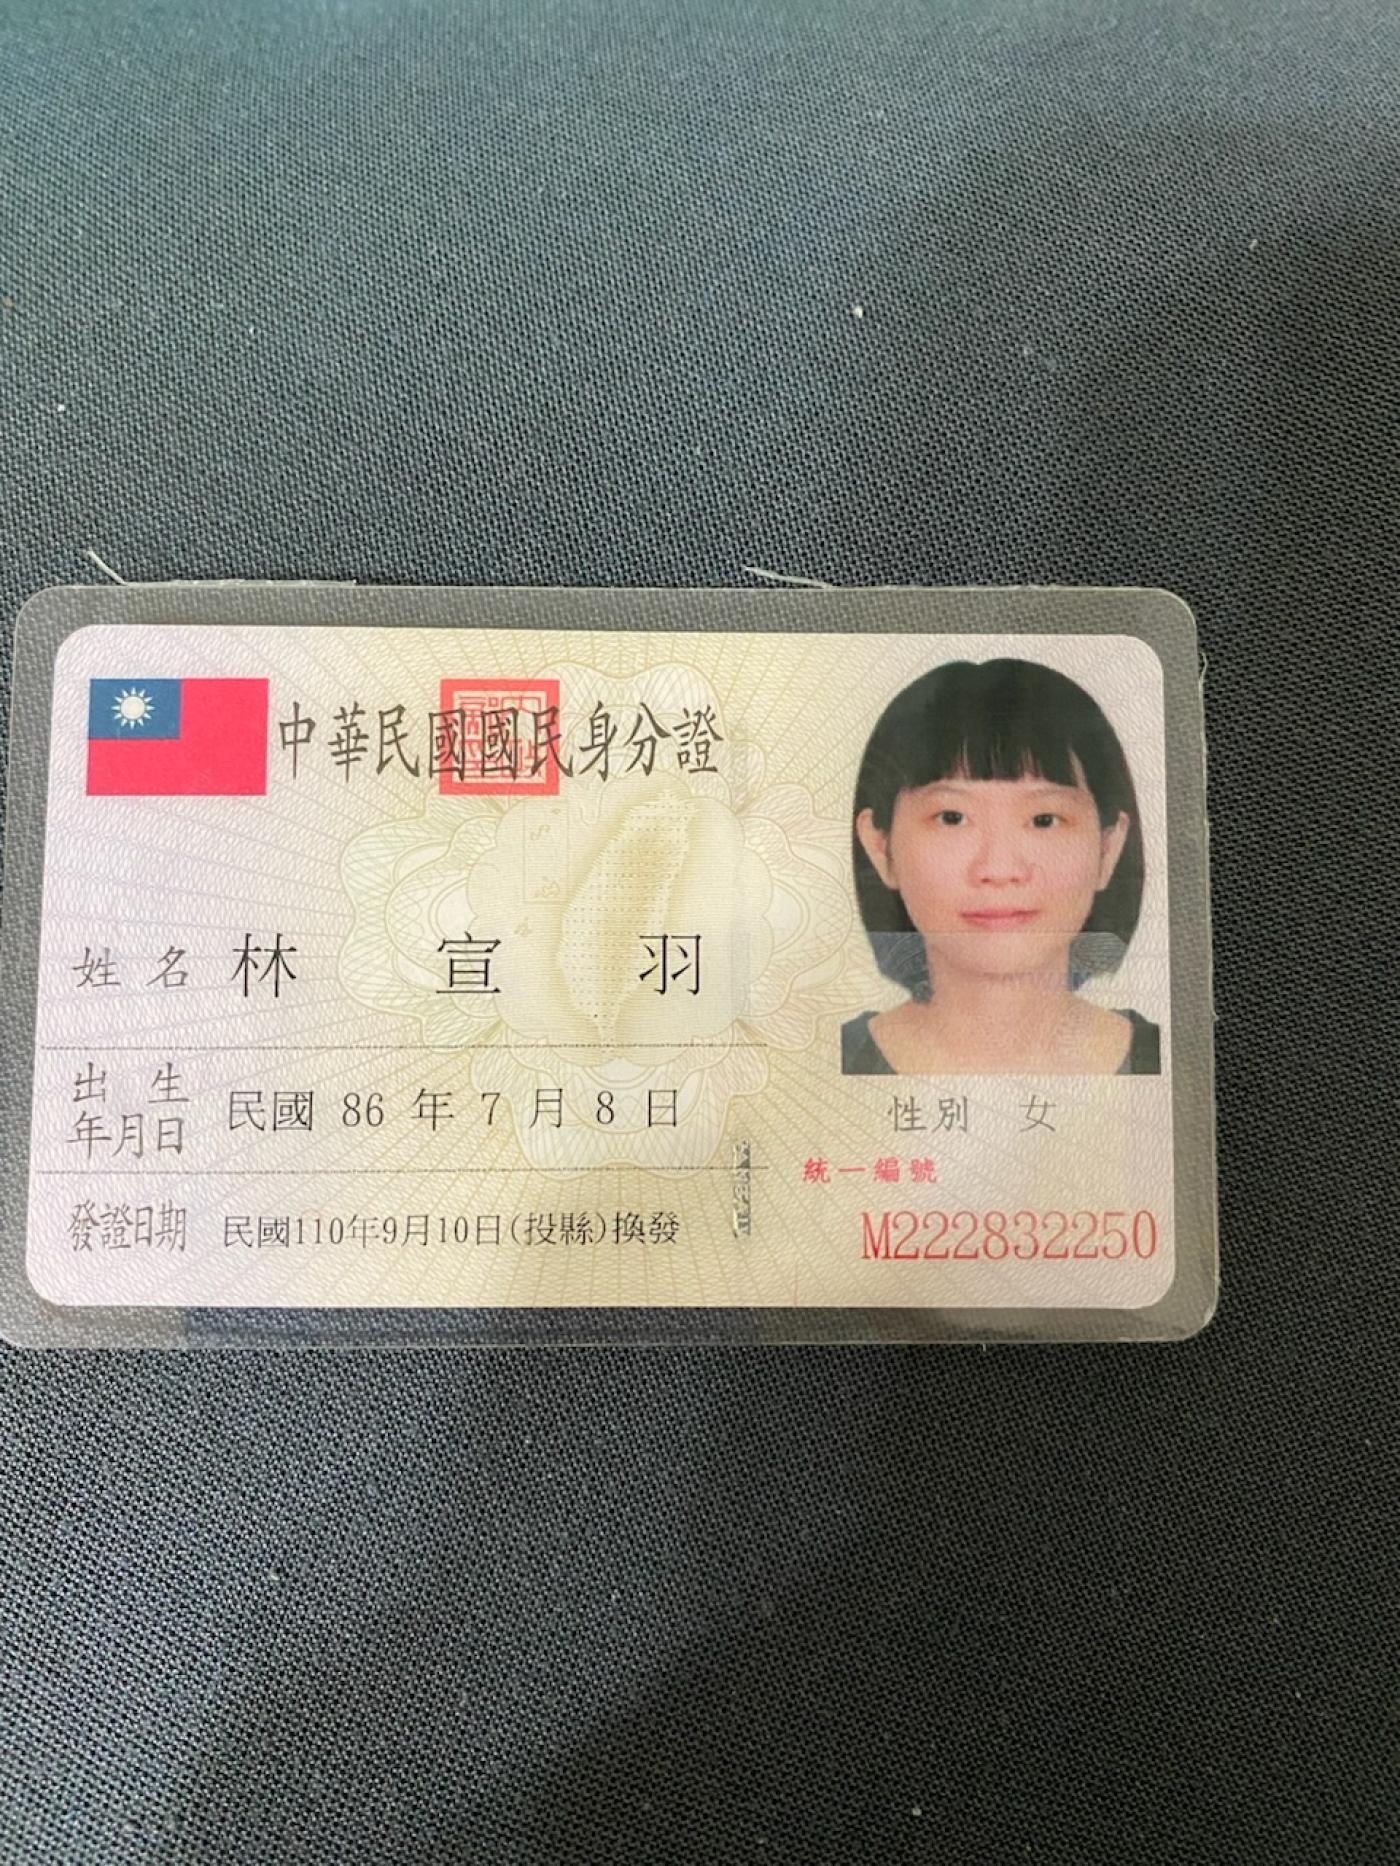 中華民國國民身分證
姓名 林宣羽
出生年月日 民國 86 年 7 月 8 日
性別 女
發證日期 民國110年9月10日(投縣)換發
統一編號
M222832250